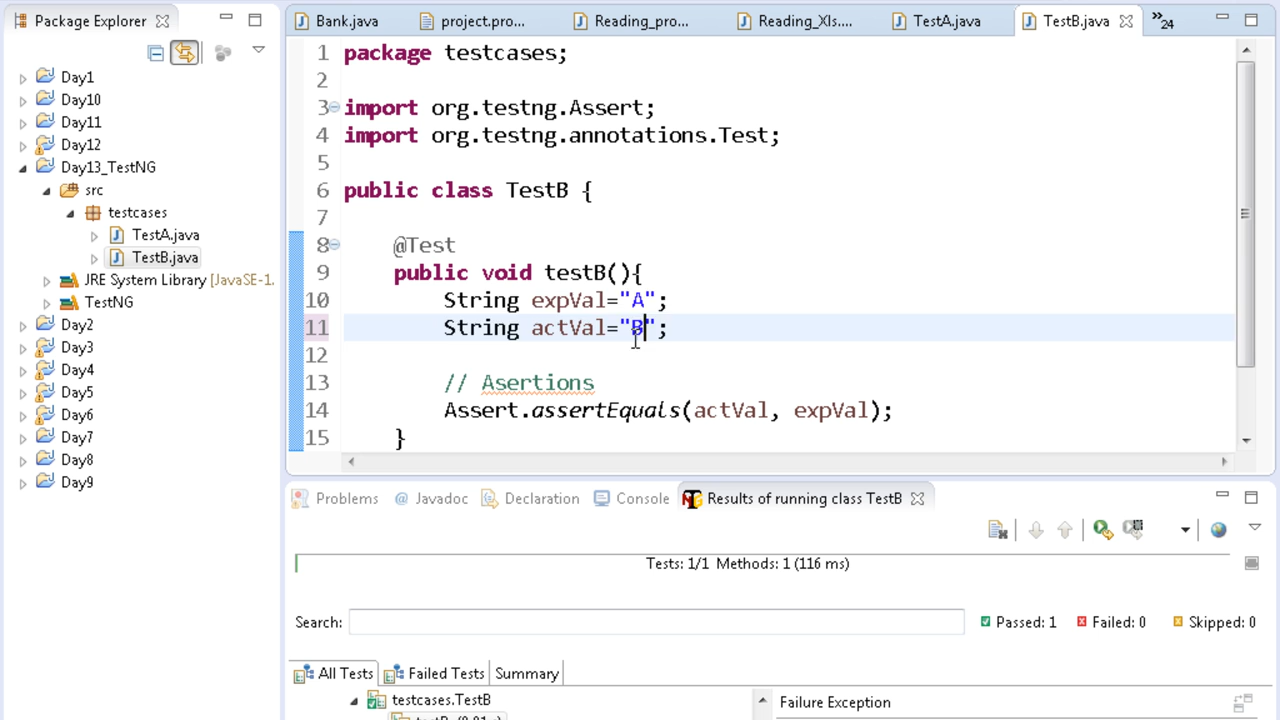 Package Explorer
Day1
Day10
Day11
Day12
Day13_TestNG
src
testcases
TestA.java
TestB.java
JRE System Library [JavaSE-1.
TestNG
Day2
Day3
Day4
Day5
Day6
Day7
Day8
Day9
Bank.java project.pro... Reading_pro... Reading_Xls.... TestA.java TestB.java »24
1 package testcases;
2
3 import org.testng.Assert;
4 import org.testng.annotations.Test;
5
6 public class TestB {
7
8 @Test
9 public void testB(){
10 String expVal="A";
11 String actVal="B";
12
13 // Asertions
14 Assert.assertEquals(actVal, expVal);
15 }
Problems @ Javadoc Declaration Console Results of running class TestB
Tests: 1/1 Methods: 1 (116 ms)
Search: Passed: 1 Failed: 0 Skipped: 0
All Tests Failed Tests Summary
testcases.TestB Failure Exception